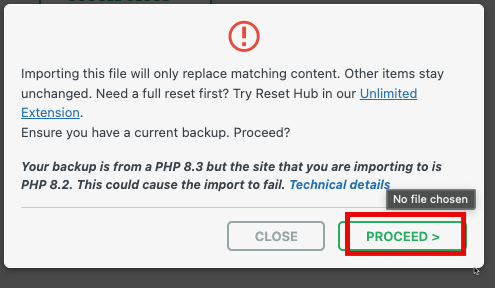 Importing this file will only replace matching content. Other items stay
unchanged. Need a full reset first? Try Reset Hub in our Unlimited
Extension.
Ensure you have a current backup. Proceed?
Your backup is from a PHP 8.3 but the site that you are importing to is
PHP 8.2. This could cause the import to fail. Technical details
No file chosen
CLOSE
PROCEED >